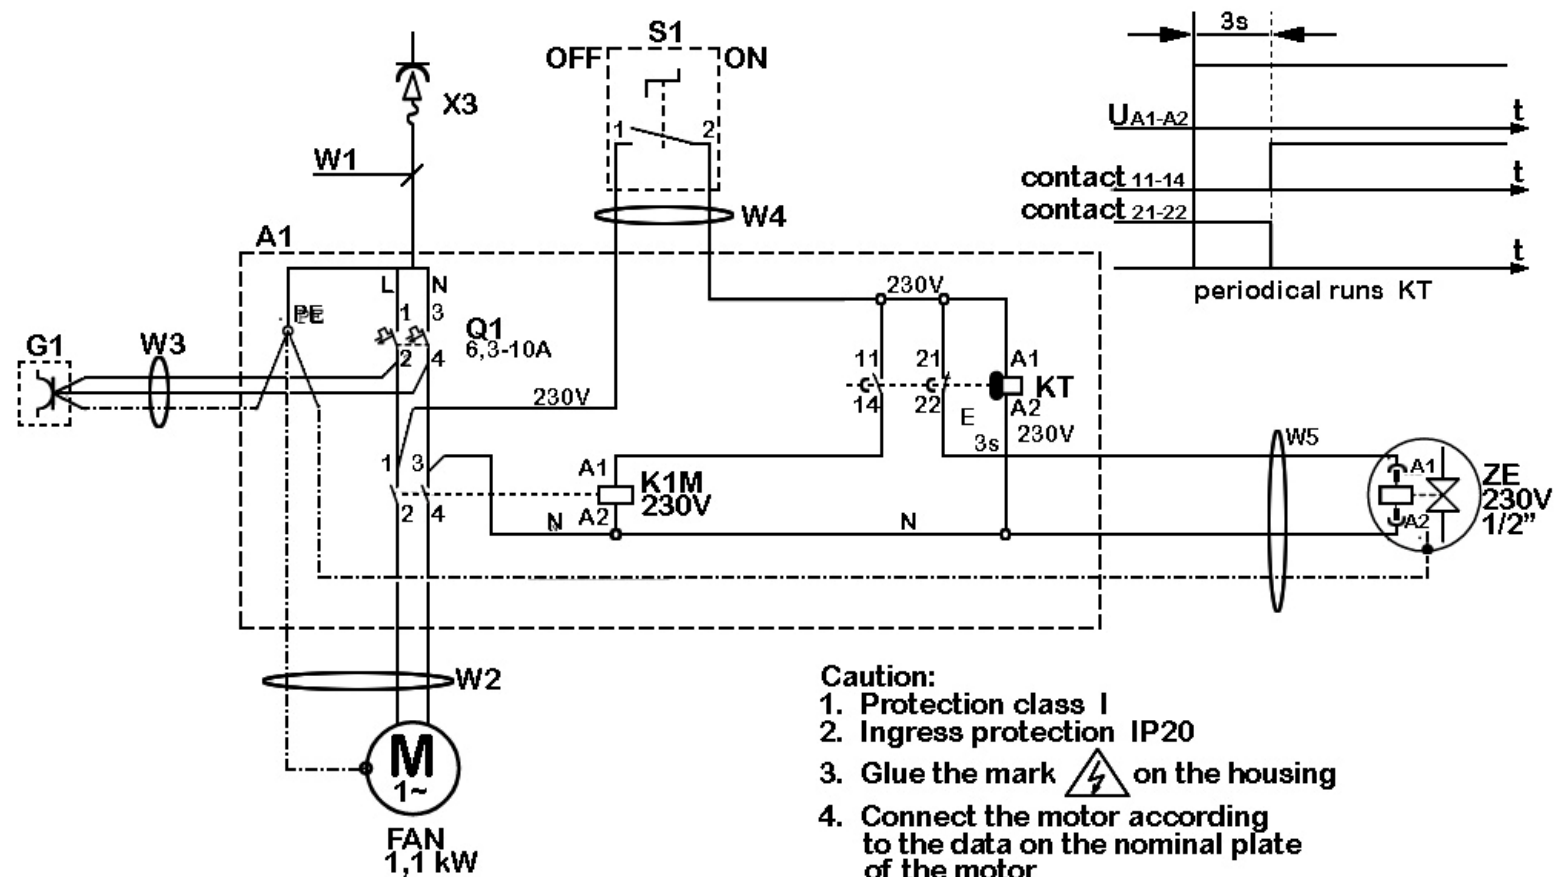 S1
OFF
ON
1 2
X3
W1
W4
A1
L N
PE
1 3
Q1
6,3-10A
2 4
G1
W3
230V
1 3
2 4
A1
K1M
230V
A2
N
N
230V
11 21 A1
KT
14 22 A2
E
3s 230V
W5
A1
A2
ZE
230V
1/2”
W2
M
1~
FAN
1,1 kW
3s
UA1-A2 t
contact 11-14 t
contact 21-22
t
periodical runs KT
Caution:
1. Protection class I
2. Ingress protection IP20
3. Glue the mark on the housing
4. Connect the motor according
to the data on the nominal plate
of the motor